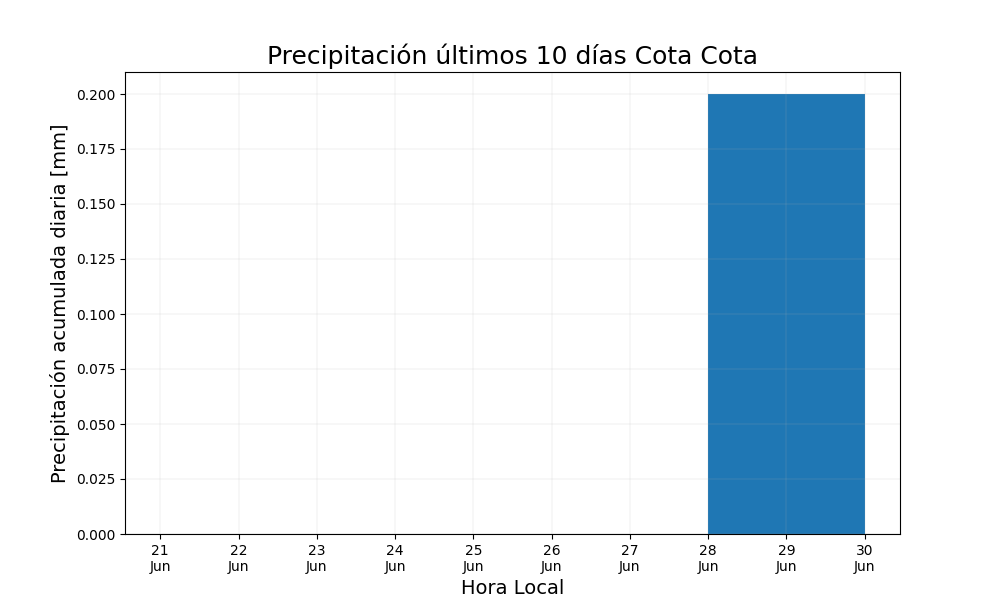 Precipitación últimos 10 días Cota Cota
Precipitación acumulada diaria [mm]
0.200
0.175
0.150
0.125
0.100
0.075
0.050
0.025
0.000
21 22 23 24 25 26 27 28 29 30
Jun Jun Jun Jun Jun Jun Jun Jun Jun Jun
Hora Local